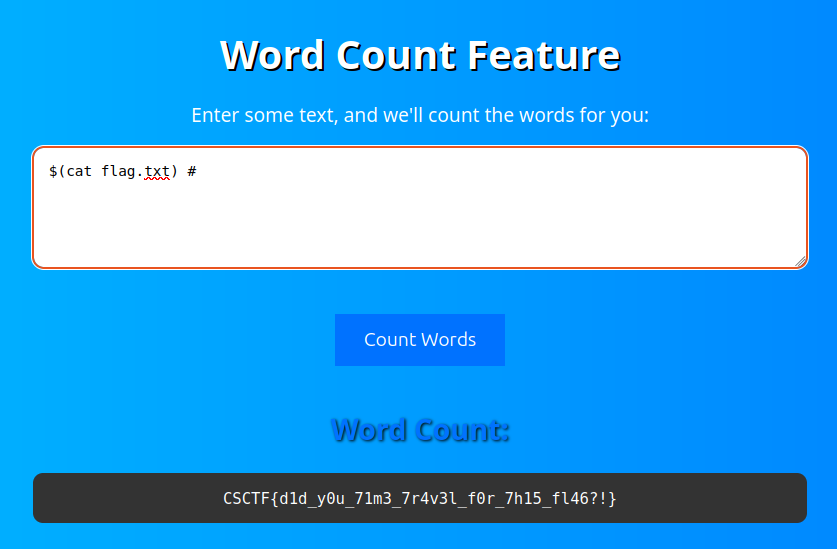 Word Count Feature
Enter some text, and we'll count the words for you:
$(cat flag.txt) #
Count Words
Word Count:
CSCTF{d1d_y0u_71m3_7r4v3l_f0r_7h15_fl46?!}